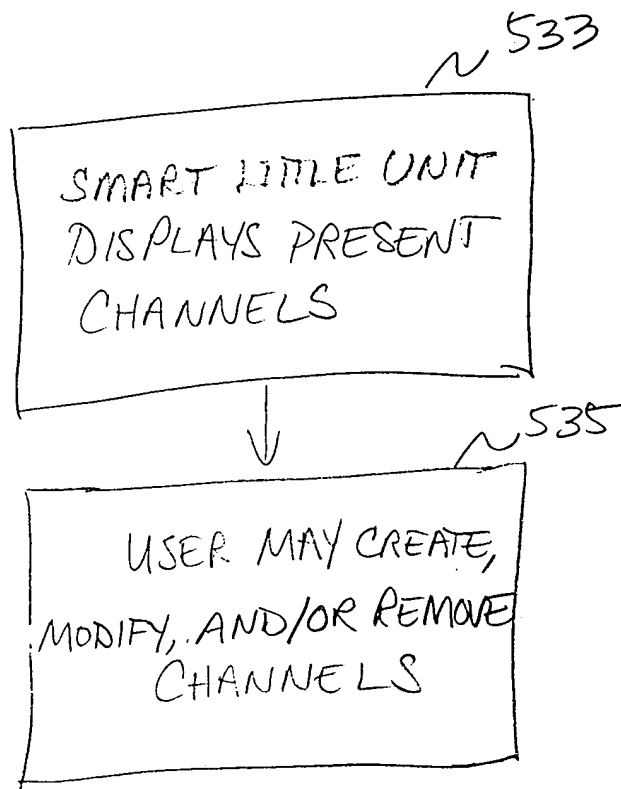 533
SMART LITTLE UNIT
DISPLAYS PRESENT
CHANNELS
535
USER MAY CREATE,
MODIFY, AND/OR REMOVE
CHANNELS